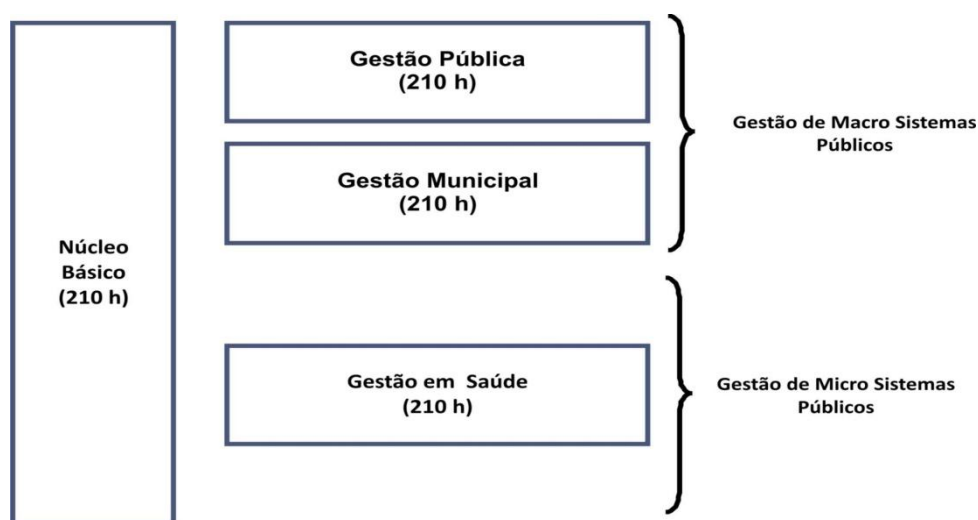 Núcleo
Básico
(210 h)
Gestão Pública
(210 h)
Gestão Municipal
(210 h)
Gestão de Macro Sistemas
Públicos
Gestão em Saúde
(210 h)
Gestão de Micro Sistemas
Públicos